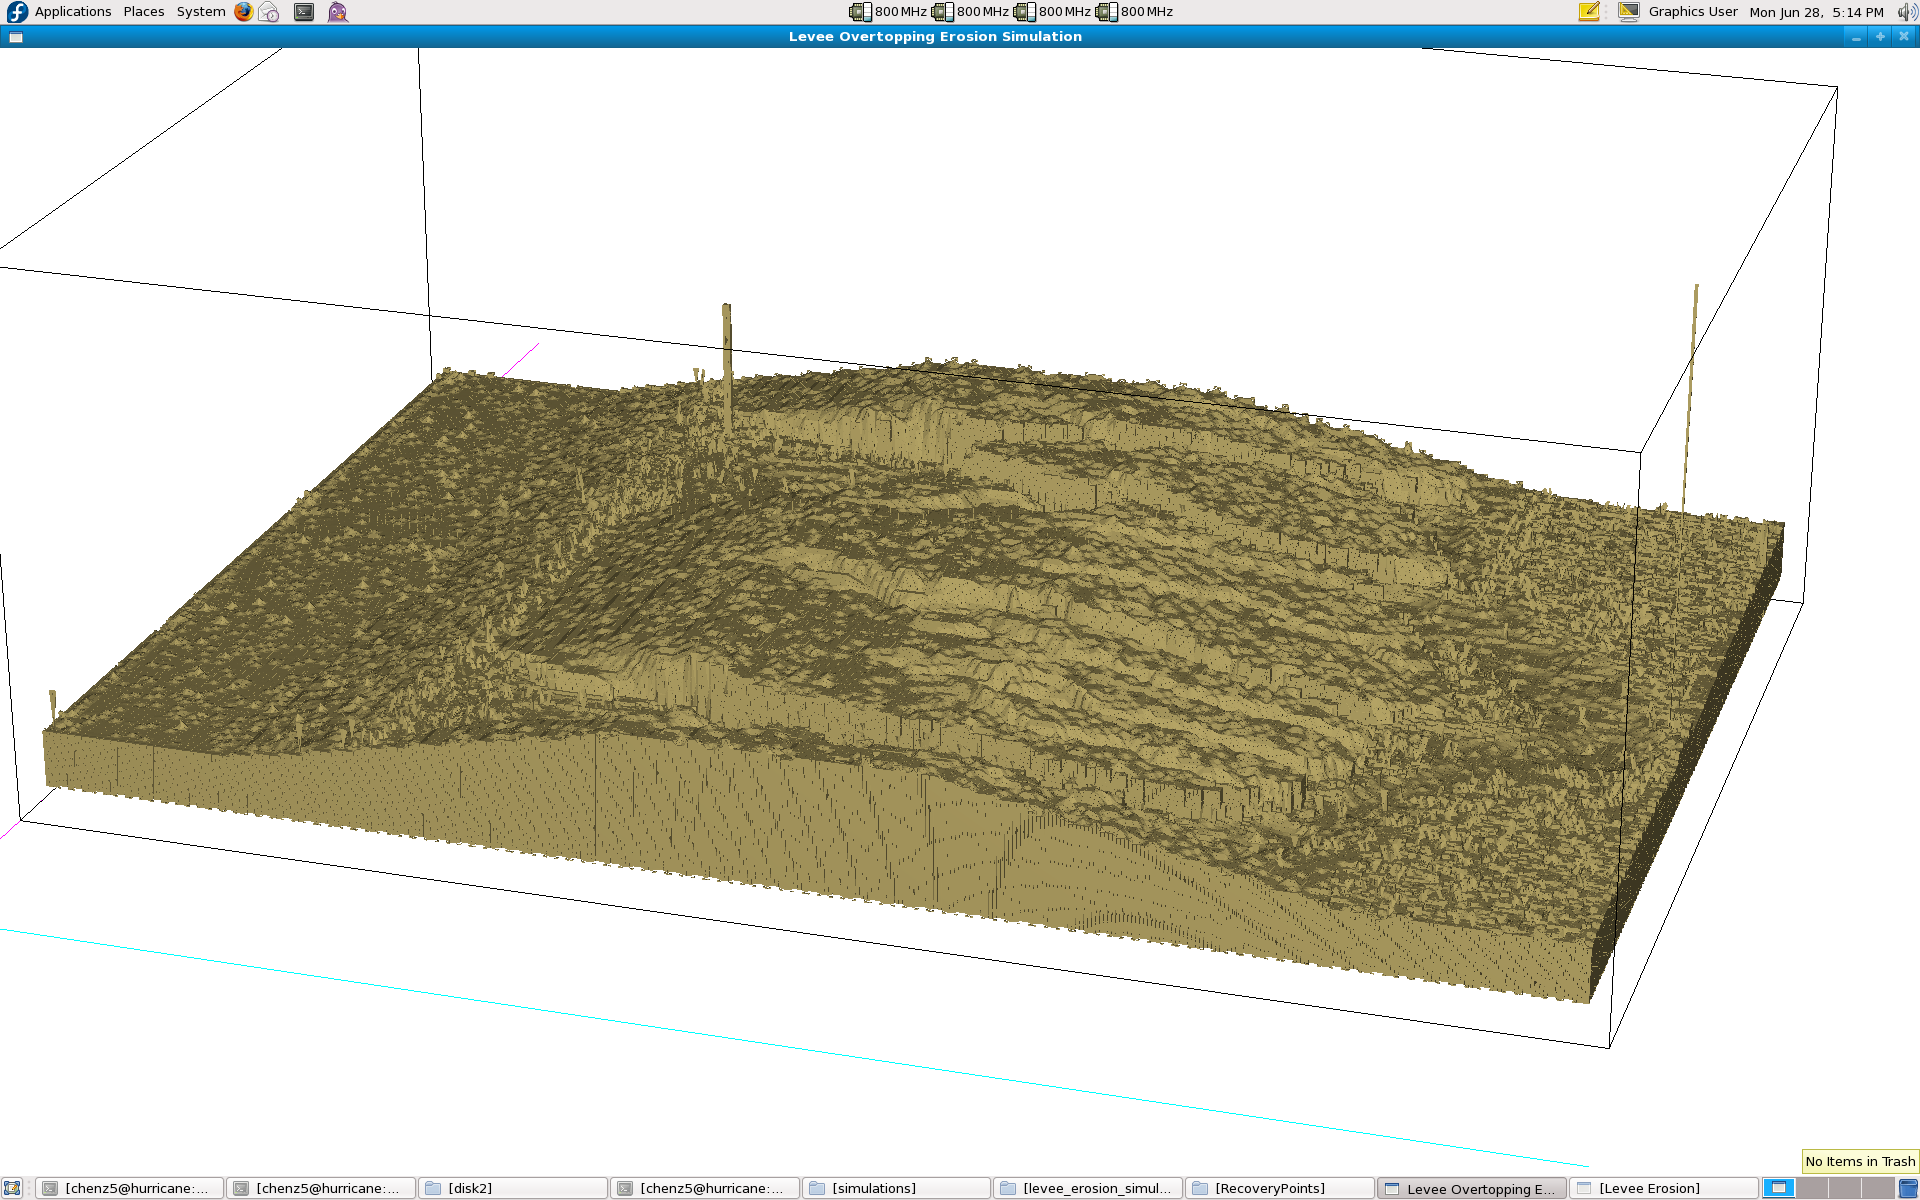 Applications Places System 800 MHz 800 MHz 800 MHz 800 MHz Graphics User Mon Jun 28, 5:14 PM
Levee Overtopping Erosion Simulation
No Items in Trash
[chenz5@hurricane:... [chenz5@hurricane:... [disk2] [chenz5@hurricane:... [simulations] [levee_erosion_simul... [RecoveryPoints] Levee Overtopping E... [Levee Erosion]